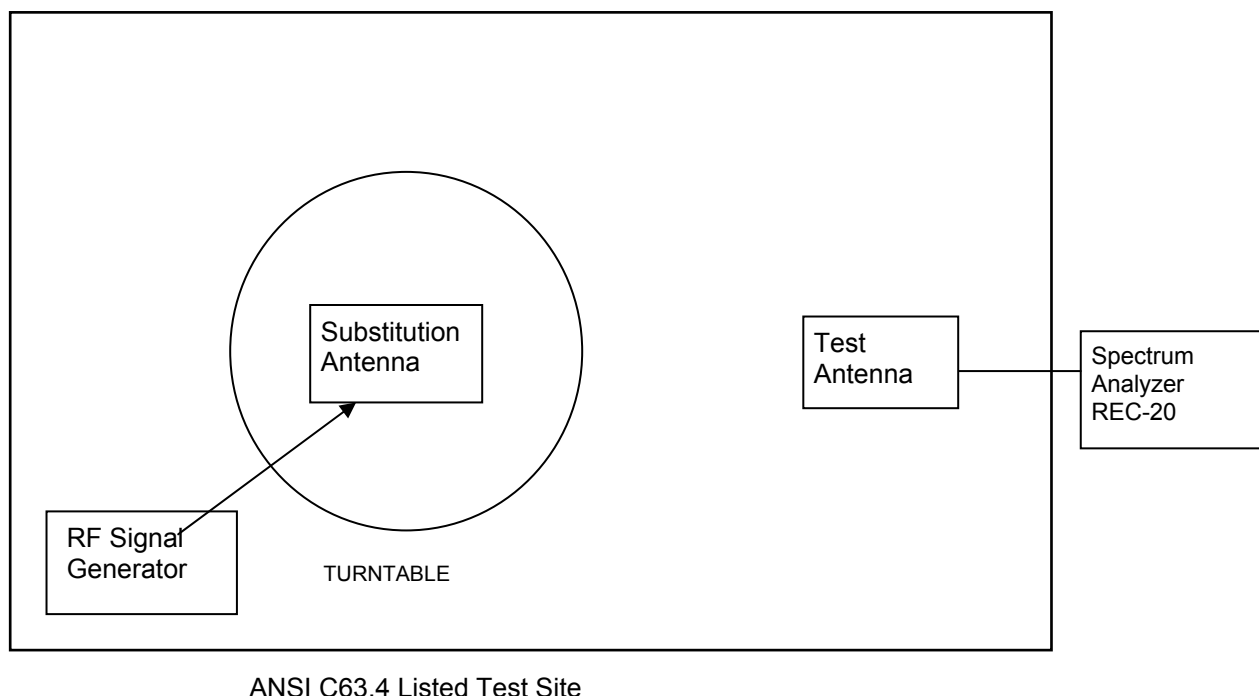 Substitution
Antenna
Test
Antenna
Spectrum
Analyzer
REC-20
RF Signal
Generator
TURNTABLE
ANSI C63.4 Listed Test Site